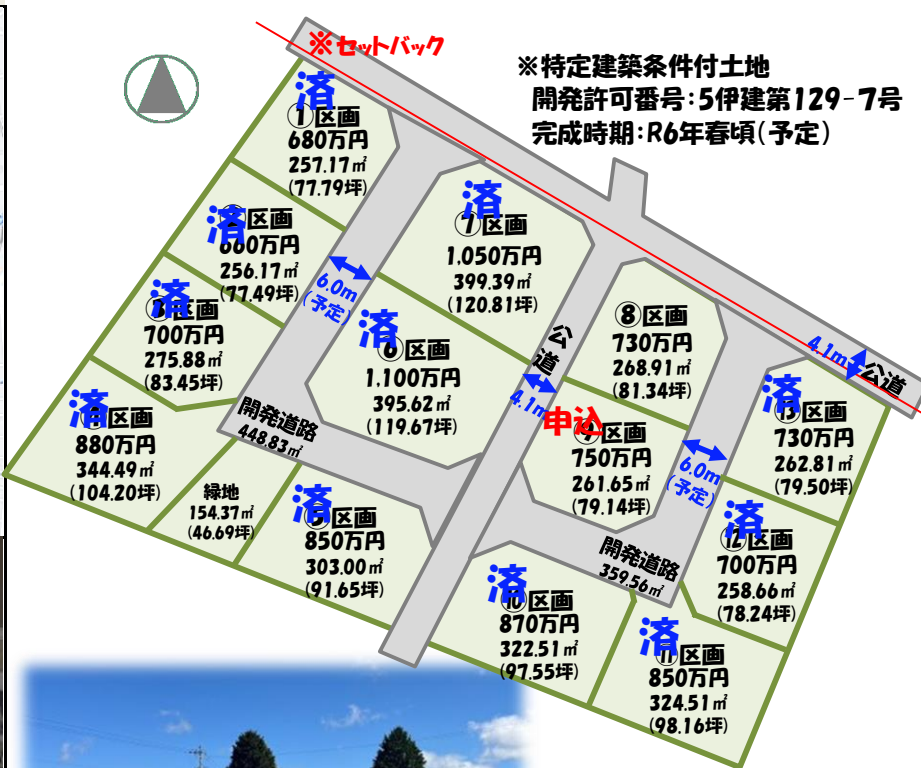 ※セットバック
※特定建築条件付土地
開発許可番号:5伊建第129-7号
完成時期:R6年春頃(予定)
済
①区画
680万円
257.17㎡
(77.79坪)
済
②区画
660万円
256.17㎡
(77.49坪)
済
③区画
700万円
275.88㎡
(83.45坪)
済
④区画
880万円
344.49㎡
(104.20坪)
緑地
154.37㎡
(46.69坪)
済
⑤区画
850万円
303.00㎡
(91.65坪)
済
⑥区画
1.100万円
395.62㎡
(119.67坪)
済
⑦区画
1.050万円
399.39㎡
(120.81坪)
6.0m
(予定)
開発道路
448.83㎡
公道
4.1m
⑧区画
730万円
268.91㎡
(81.34坪)
申込
⑨区画
750万円
261.65㎡
(79.14坪)
6.0m
(予定)
開発道路
359.56㎡
4.1m
公道
済
⑩区画
870万円
322.51㎡
(97.55坪)
済
⑪区画
850万円
324.51㎡
(98.16坪)
済
⑫区画
700万円
258.66㎡
(78.24坪)
済
⑬区画
730万円
262.81㎡
(79.50坪)